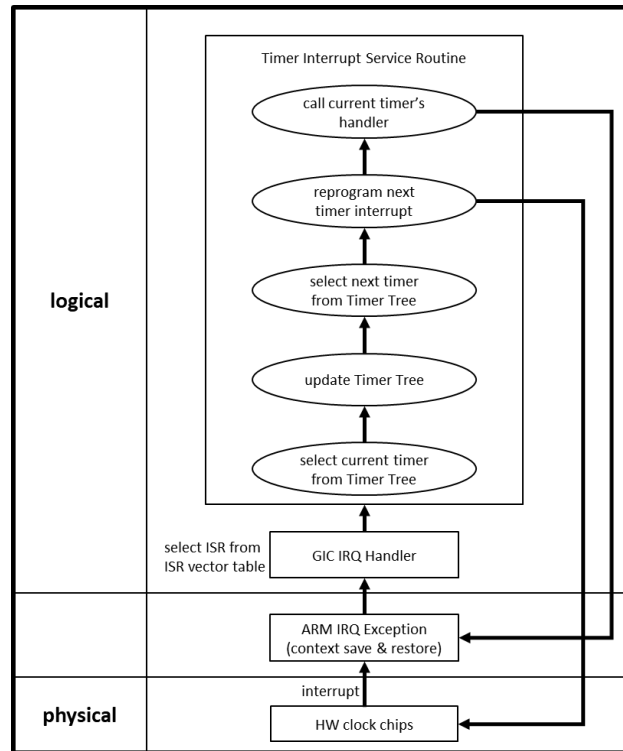 Timer Interrupt Service Routine
call current timer's
handler
reprogram next
timer interrupt
select next timer
from Timer Tree
logical
update Timer Tree
select current timer
from Timer Tree
select ISR from
ISR vector table
GIC IRQ Handler
ARM IRQ Exception
(context save & restore)
interrupt
physical
HW clock chips